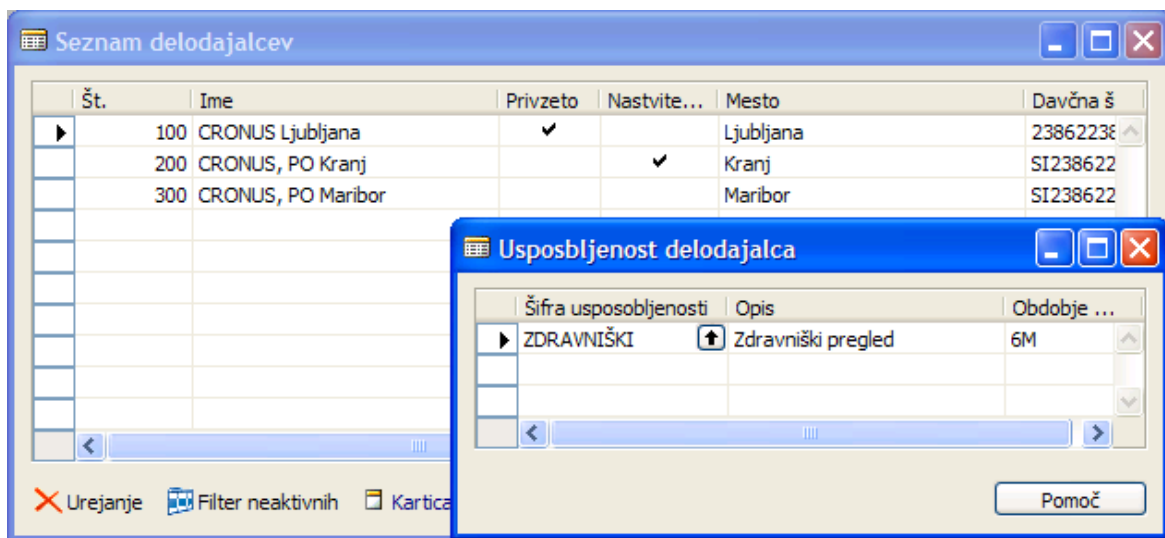 Seznam delodajalcev
Št. Ime Privzeto Nastvite... Mesto Davčna š
100 CRONUS Ljubljana Ljubljana 23862238
200 CRONUS, PO Kranj Kranj SI238622
300 CRONUS, PO Maribor Maribor SI238622
Usposbljenost delodajalca
Šifra usposobljenosti Opis Obdobje ...
ZDRAVNIŠKI Zdravniški pregled 6M
Urejanje Filter neaktivnih Kartica
Pomoč